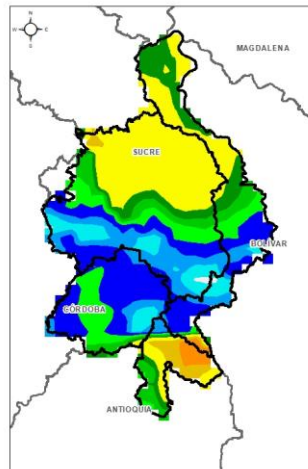 N
W E
S
MAGDALENA
SUCRE
BOLIVAR
CÓRDOBA
ANTIOQUIA